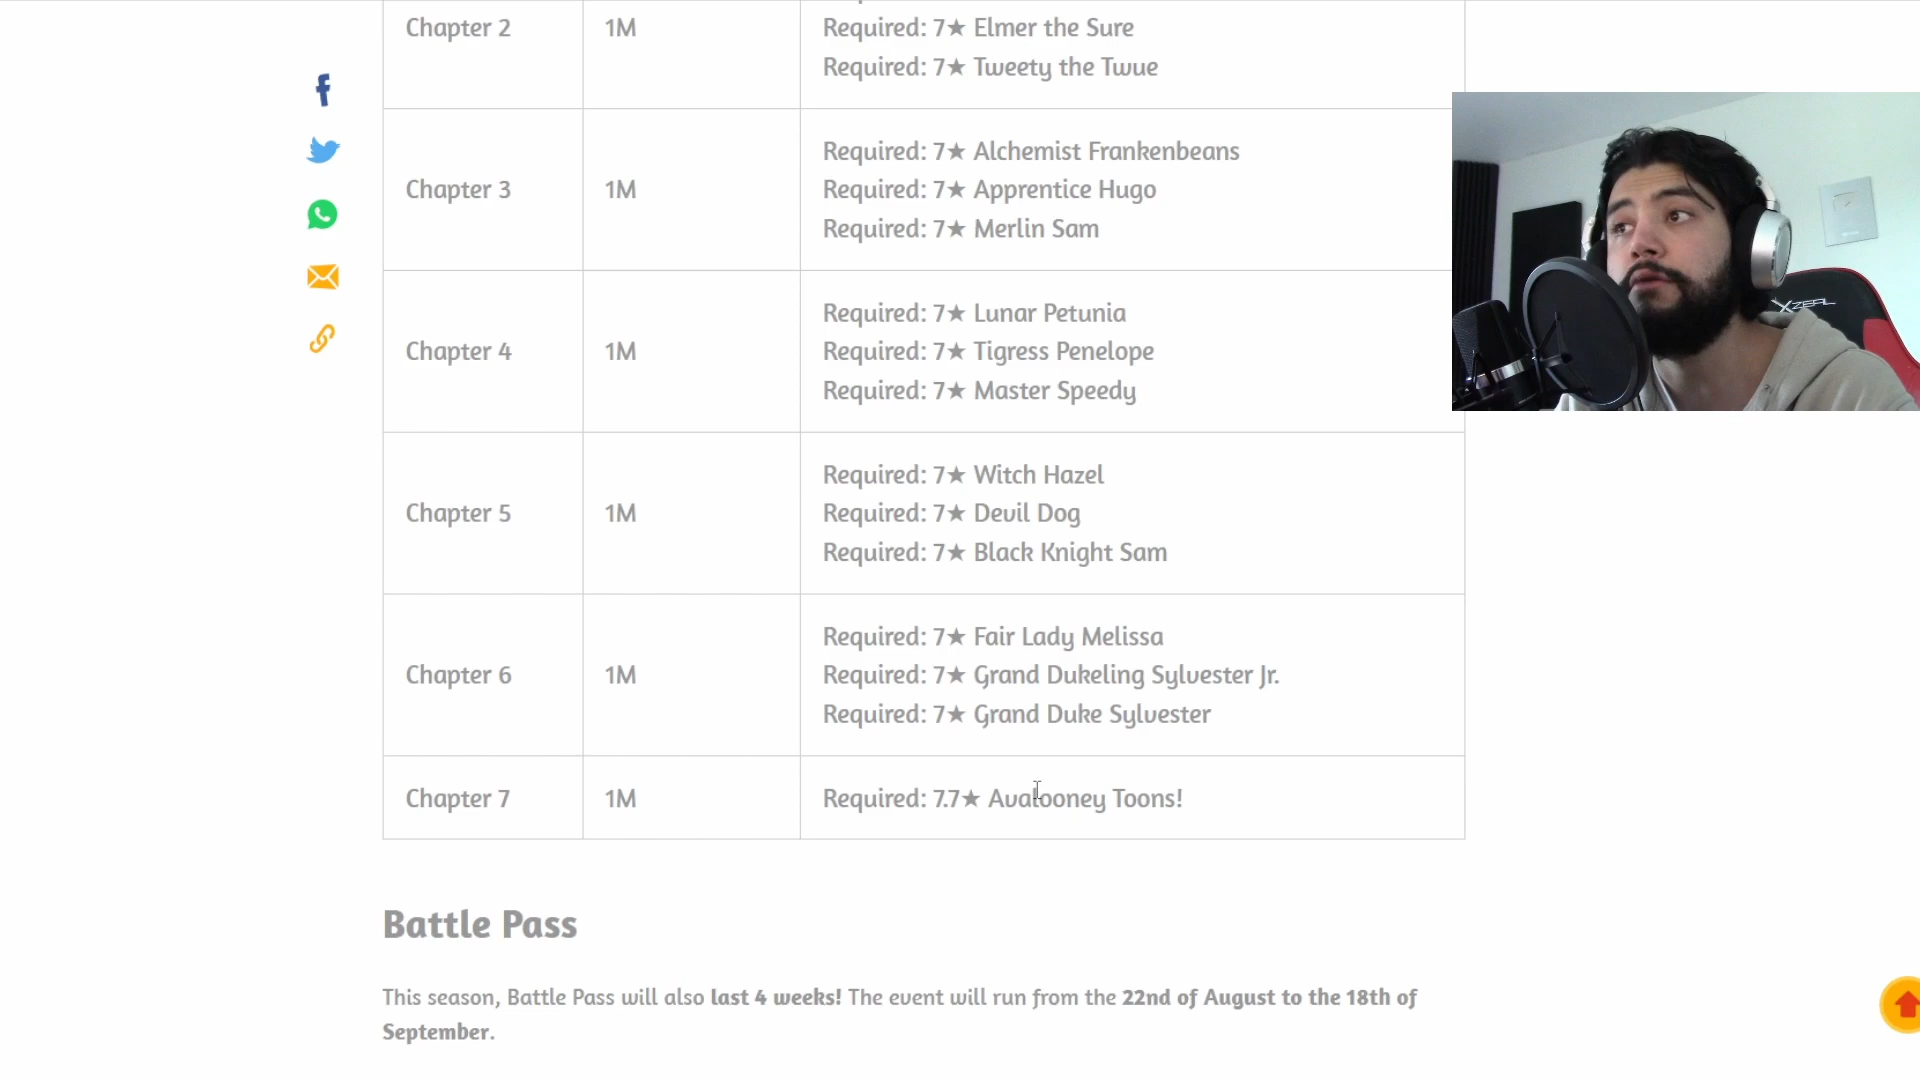 Required: 7★ Elmer the Sure
Chapter 2 1M
Required: 7★ Tweety the Twue
Required: 7★ Alchemist Frankenbeans
Chapter 3 1M Required: 7★ Apprentice Hugo
Required: 7★ Merlin Sam
Required: 7★ Lunar Petunia
Chapter 4 1M Required: 7★ Tigress Penelope
Required: 7★ Master Speedy
Required: 7★ Witch Hazel
Chapter 5 1M Required: 7★ Devil Dog
Required: 7★ Black Knight Sam
Required: 7★ Fair Lady Melissa
Chapter 6 1M Required: 7★ Grand Dukeling Sylvester Jr.
Required: 7★ Grand Duke Sylvester
Chapter 7 1M Required: 7.7★ Avalooney Toons!
Battle Pass
This season, Battle Pass will also last 4 weeks! The event will run from the 22nd of August to the 18th of
September.
XZEAL